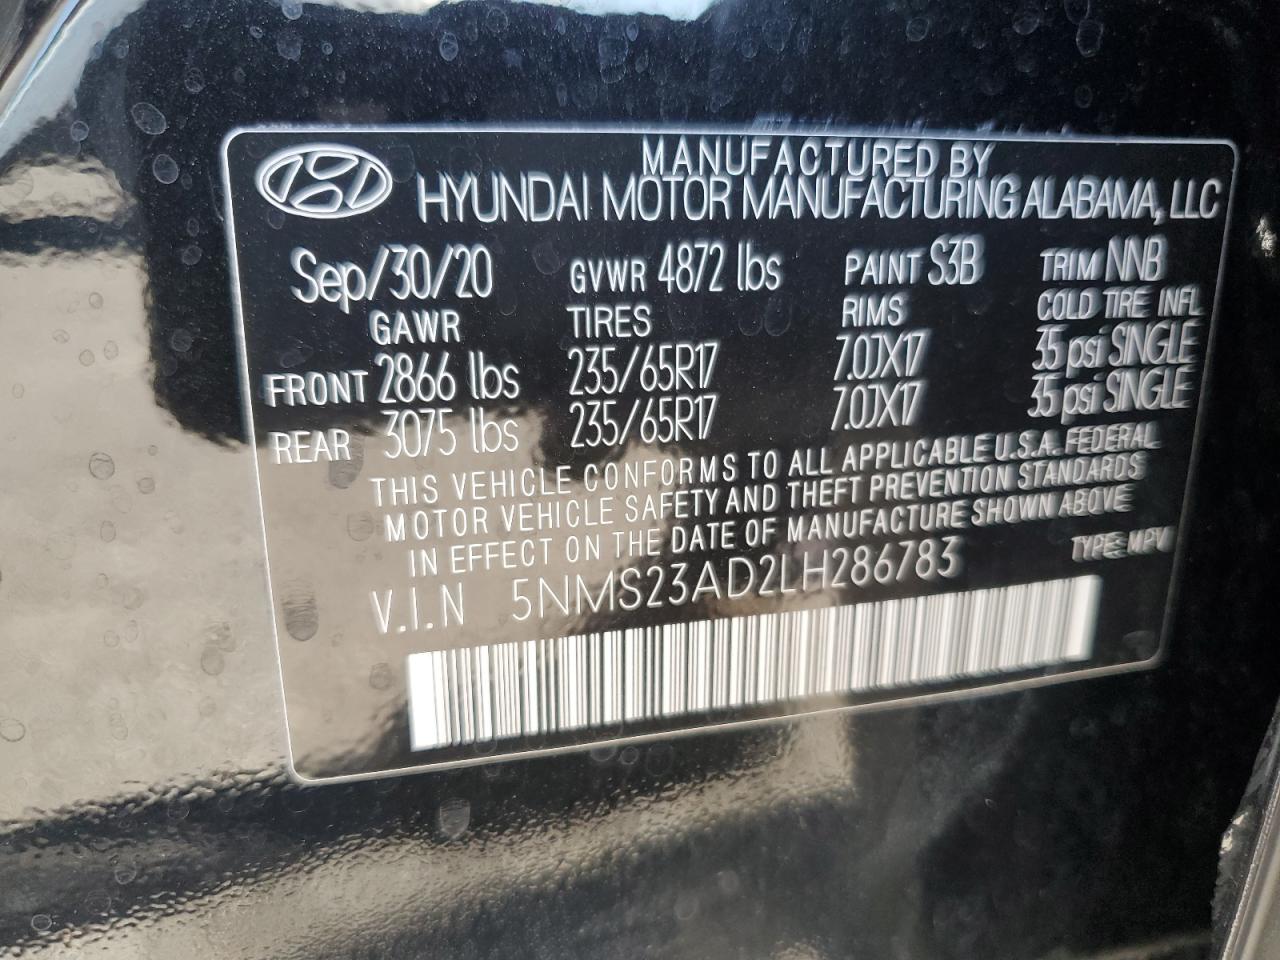 MANUFACTURED BY
HYUNDAI MOTOR MANUFACTURING ALABAMA, LLC
Sep/30/20 GVWR 4872 lbs PAINT S3B TRIM NNB
GAWR TIRES RIMS COLD TIRE INFL
FRONT 2866 lbs 235/65R17 7.0JX17 35 psi SINGLE
REAR 3075 lbs 235/65R17 7.0JX17 35 psi SINGLE
THIS VEHICLE CONFORMS TO ALL APPLICABLE U.S.A. FEDERAL
MOTOR VEHICLE SAFETY AND THEFT PREVENTION STANDARDS
IN EFFECT ON THE DATE OF MANUFACTURE SHOWN ABOVE
V.I.N 5NMS23AD2LH286783 TYPE: MPV